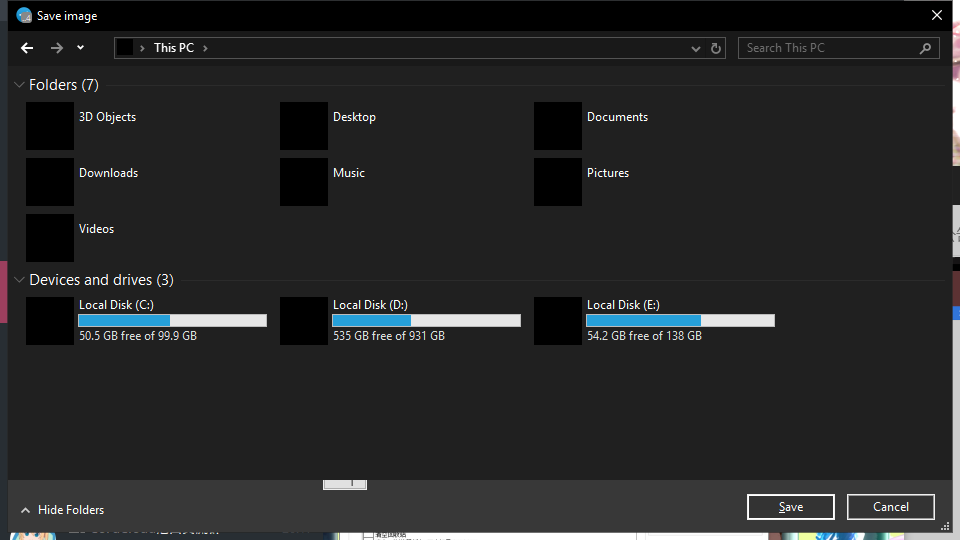 Save image
This PC
Search This PC
Folders (7)
3D Objects
Desktop
Documents
Downloads
Music
Pictures
Videos
Devices and drives (3)
Local Disk (C:)
50.5 GB free of 99.9 GB
Local Disk (D:)
535 GB free of 931 GB
Local Disk (E:)
54.2 GB free of 138 GB
Hide Folders
Save
Cancel